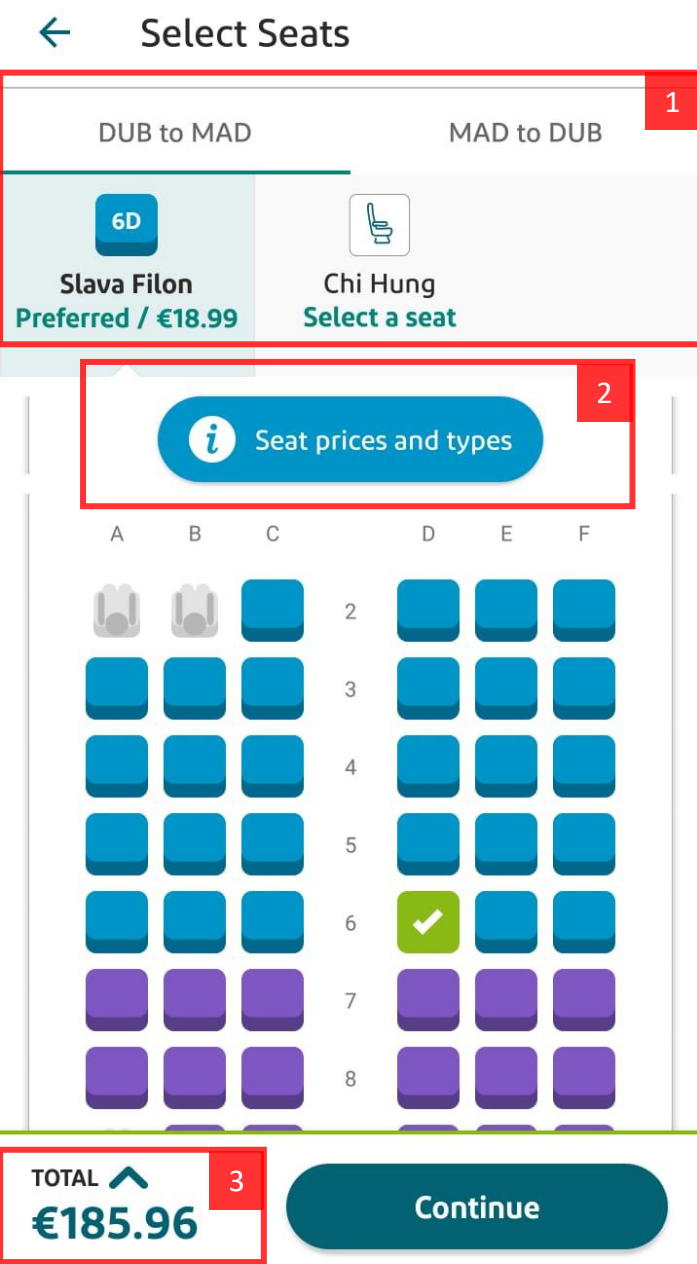 Select Seats
1
DUB to MAD MAD to DUB
6D
Slava Filon Chi Hung
Preferred / €18.99 Select a seat
2
i Seat prices and types
A B C D E F
2
3
4
5
6
7
8
TOTAL 3
€185.96 Continue